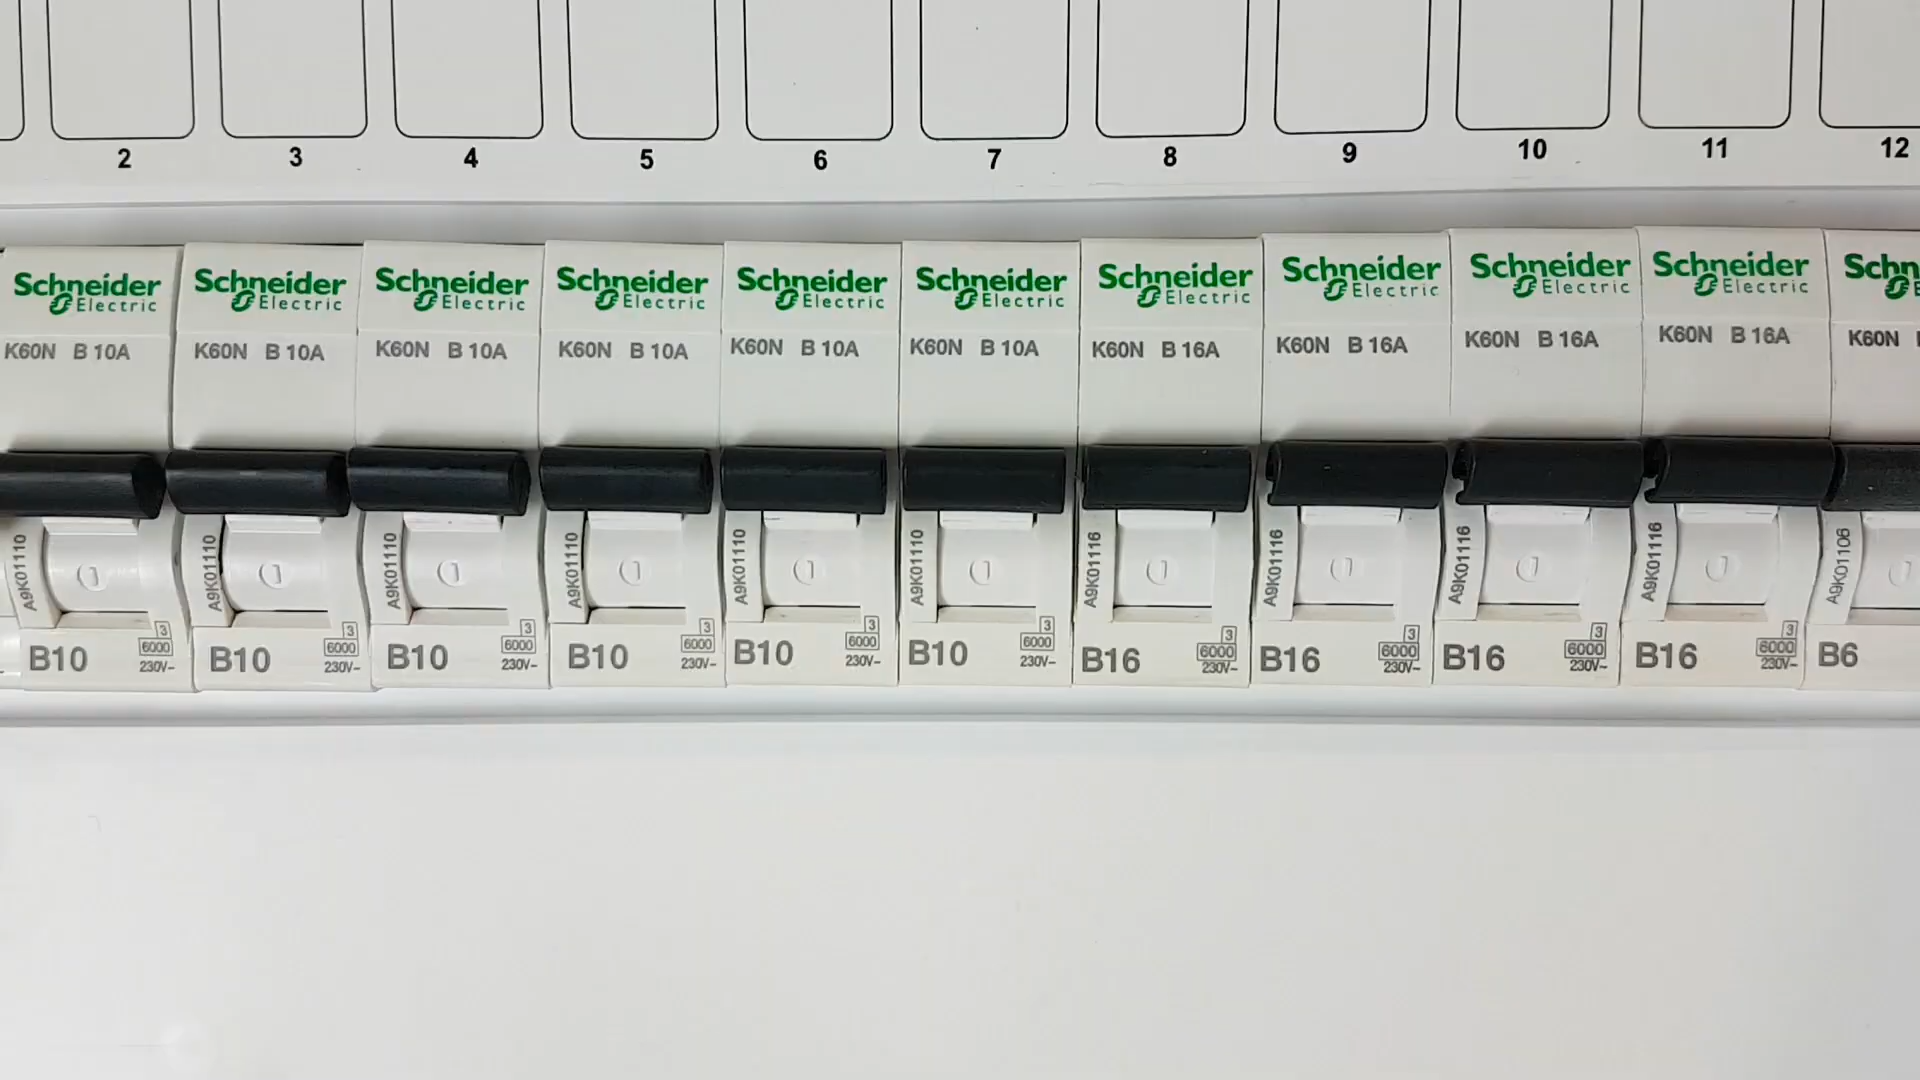 2 3 4 5 6 7 8 9 10 11 12
Schneider Schneider Schneider Schneider Schneider Schneider Schneider Schneider Schneider Schneider Schn
Electric Electric Electric Electric Electric Electric Electric Electric Electric Electric E
K60N B 10A K60N B 10A K60N B 10A K60N B 10A K60N B 10A K60N B 10A K60N B 16A K60N B 16A K60N B 16A K60N B 16A K60N
A9K01110 A9K01110 A9K01110 A9K01110 A9K01110 A9K01110 A9K01116 A9K01116 A9K01116 A9K01116 A9K01106
3 3 3 3 3 3 3 3 3 3
B10 6000 B10 6000 B10 6000 B10 6000 B10 6000 B10 6000 B16 6000 B16 6000 B16 6000 B16 6000 B6
230V~ 230V~ 230V~ 230V~ 230V~ 230V~ 230V~ 230V~ 230V~ 230V~